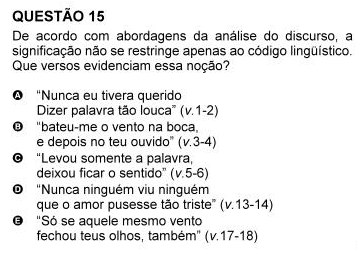 QUESTÃO 15
De acordo com abordagens da análise do discurso, a
significação não se restringe apenas ao código lingüístico.
Que versos evidenciam essa noção?
A "Nunca eu tivera querido
Dizer palavra tão louca" (v.1-2)
B "bateu-me o vento na boca,
e depois no teu ouvido" (v.3-4)
C "Levou somente a palavra,
deixou ficar o sentido" (v.5-6)
D "Nunca ninguém viu ninguém
que o amor pusesse tão triste" (v.13-14)
E "Só se aquele mesmo vento
fechou teus olhos, também" (v.17-18)